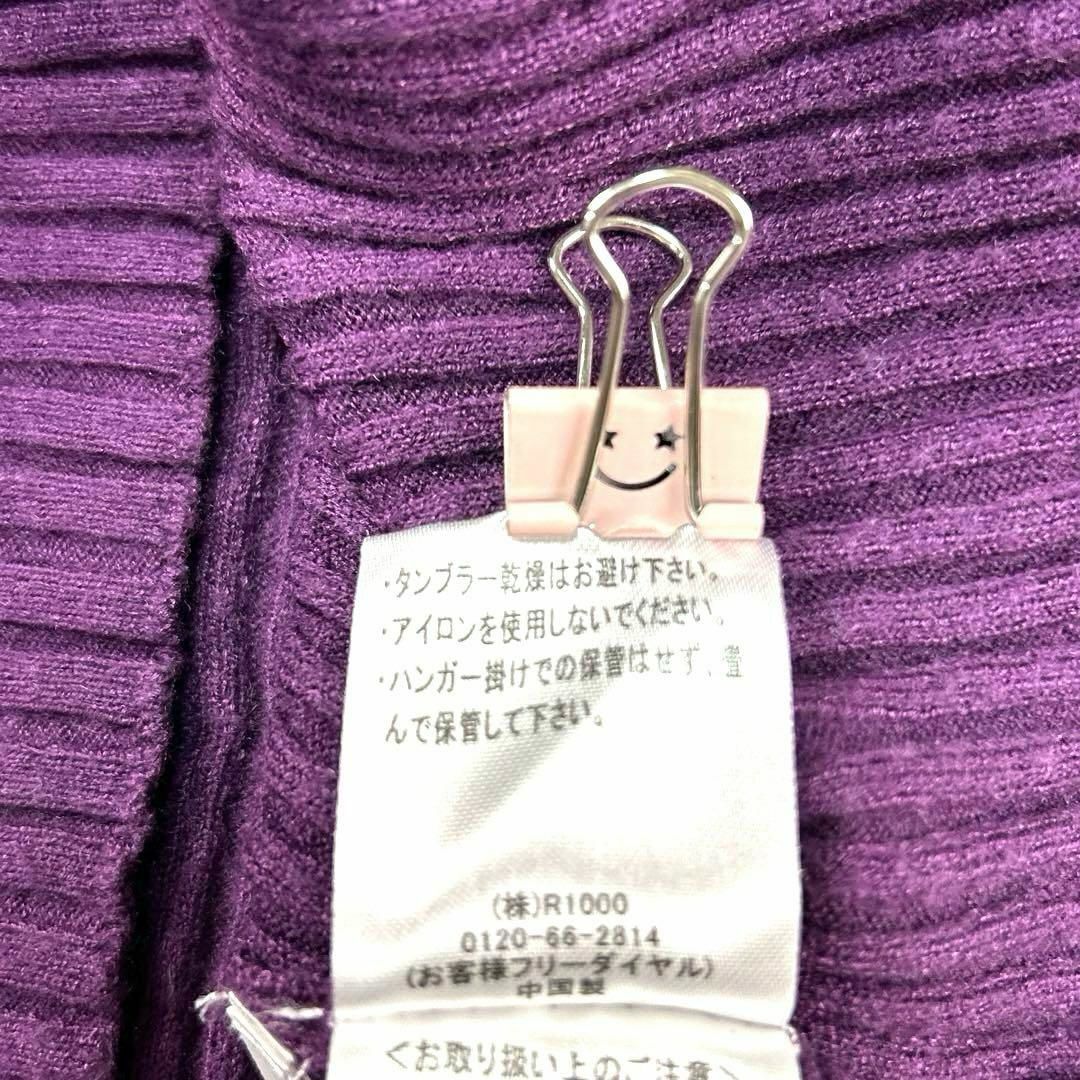 ・タンブラー乾燥はお避け下さい。
・アイロンを使用しないでください。
・ハンガー掛けでの保管はせず、畳
んで保管して下さい。
(株)R1000
0120-66-2814
(お客様フリーダイヤル)
中国製
＜お取り扱い上のご注意＞